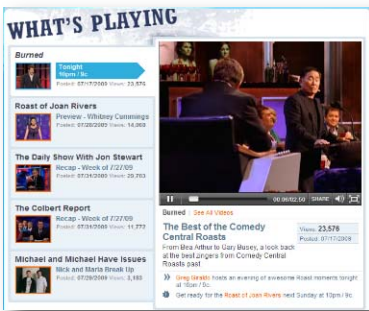 WHAT'S PLAYING
Burned
Tonight
10pm / 9c
Posted: 07/17/2009 Views: 23,576
Roast of Joan Rivers
Preview - Whitney Cummings
Posted: 07/28/2009 Views: 14,069
The Daily Show With Jon Stewart
Recap - Week of 7/27/09
Posted: 07/31/2009 Views: 20,703
The Colbert Report
Recap - Week of 7/27/09
Posted: 07/31/2009 Views: 11,772
Michael and Michael Have Issues
Nick and Maria Break Up
Posted: 07/29/2009 Views: 3,183
00:06/02:50 SHARE
Burned | See All Videos
The Best of the Comedy
Central Roasts
Views: 23,576
Posted: 07/17/2009
From Bea Arthur to Gary Busey, a look back
at the best zingers from Comedy Central
Roasts past.
Greg Giraldo hosts an evening of awesome Roast moments tonight
at 10pm / 9c.
Get ready for the Roast of Joan Rivers next Sunday at 10pm / 9c.